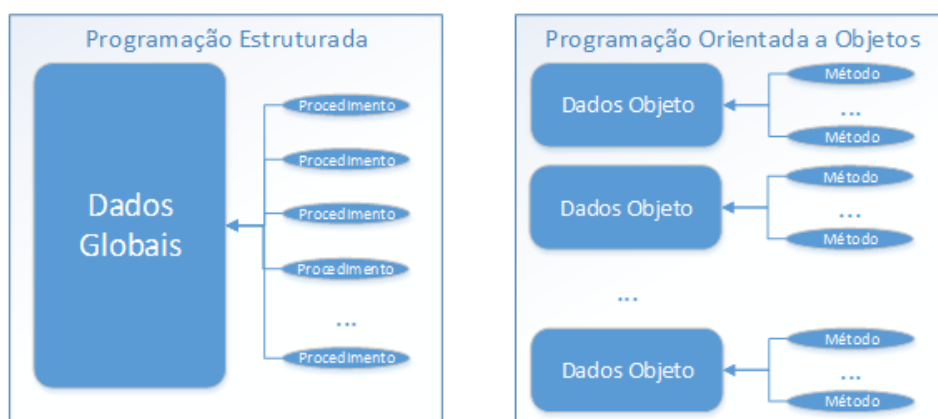 Programação Estruturada
Dados
Globais
Procedimento
Procedimento
Procedimento
Procedimento
...
Procedimento
Programação Orientada a Objetos
Dados Objeto
Método
...
Método
Dados Objeto
Método
...
Método
...
Dados Objeto
Método
...
Método